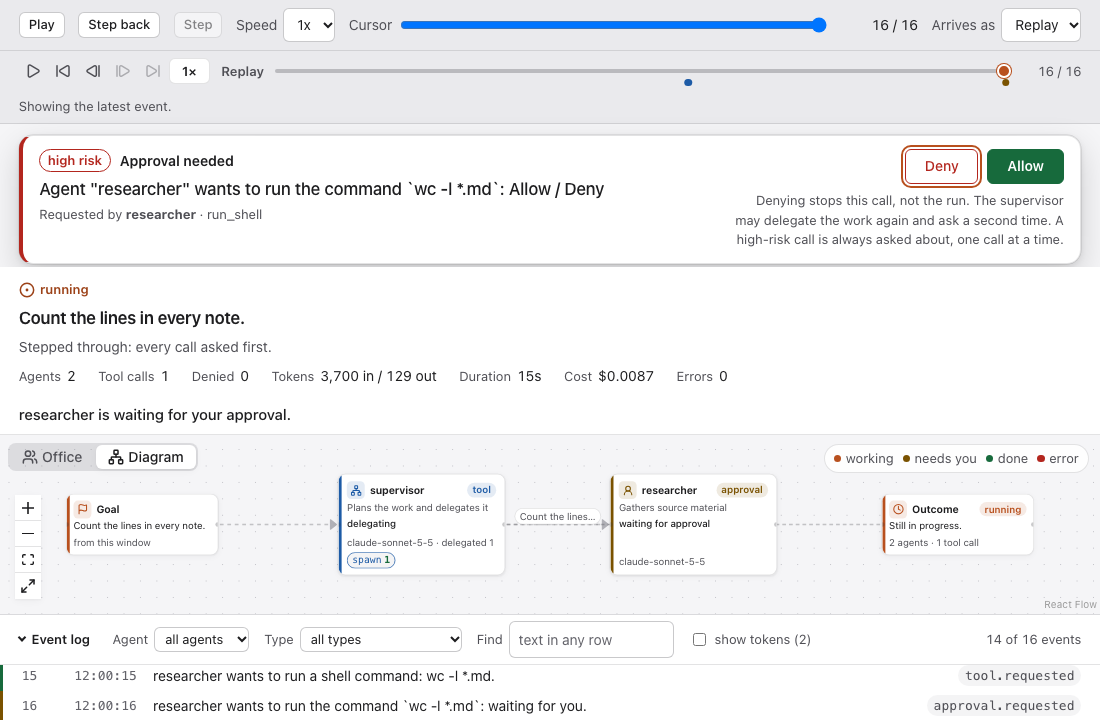 Play Step back Step Speed 1x Cursor 16 / 16 Arrives as Replay
1× Replay 16 / 16
Showing the latest event.
high risk Approval needed
Agent "researcher" wants to run the command `wc -l *.md`: Allow / Deny
Requested by researcher · run_shell
Deny Allow
Denying stops this call, not the run. The supervisor
may delegate the work again and ask a second time. A
high-risk call is always asked about, one call at a time.
running
Count the lines in every note.
Stepped through: every call asked first.
Agents 2 Tool calls 1 Denied 0 Tokens 3,700 in / 129 out Duration 15s Cost $0.0087 Errors 0
researcher is waiting for your approval.
Office Diagram
working needs you done error
Goal
Count the lines in every note.
from this window
supervisor tool
Plans the work and delegates it
delegating
claude-sonnet-5-5 · delegated 1
spawn 1
Count the lines...
researcher approval
Gathers source material
waiting for approval
claude-sonnet-5-5
Outcome running
Still in progress.
2 agents · 1 tool call
React Flow
Event log Agent all agents Type all types Find text in any row show tokens (2) 14 of 16 events
15 12:00:15 researcher wants to run a shell command: wc -l *.md. tool.requested
16 12:00:16 researcher wants to run the command `wc -l *.md`: waiting for you. approval.requested